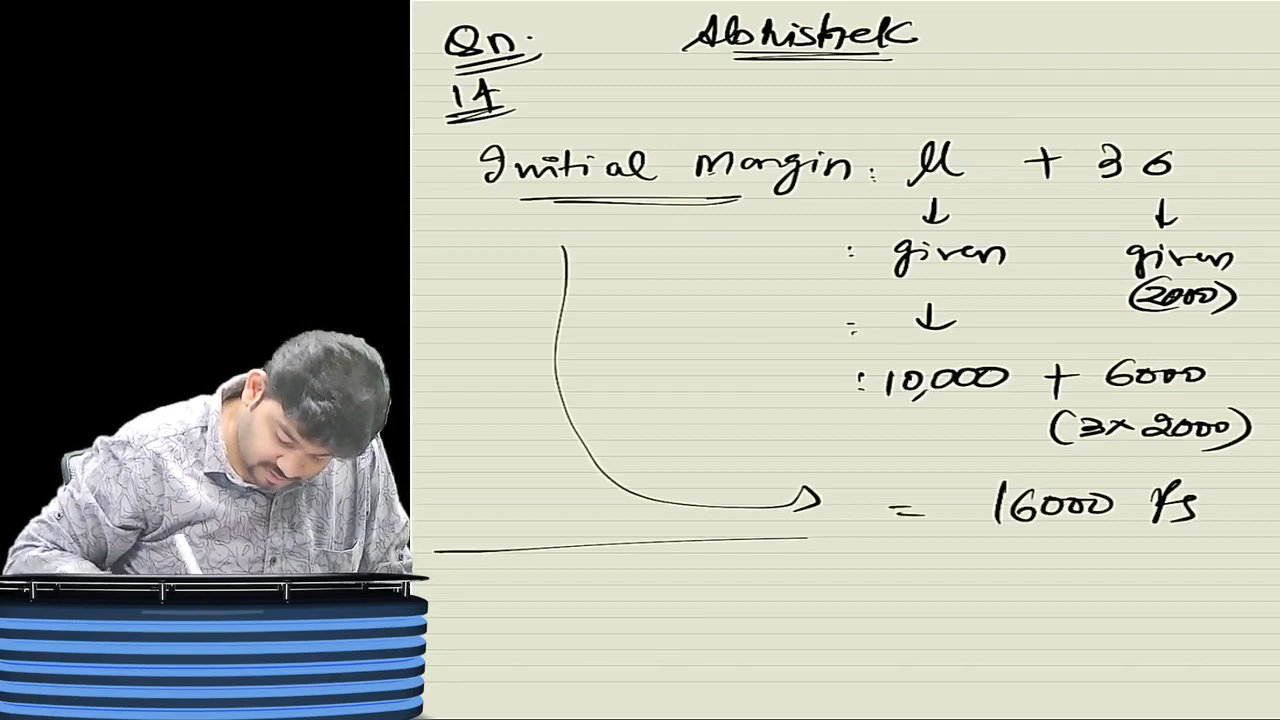 Qn. Abhishek
14
Initial Margin : μ + 3σ
↓ ↓
: given given
(2000)
= ↓
: 10,000 + 6000
(3×2000)
= 16000 Rs